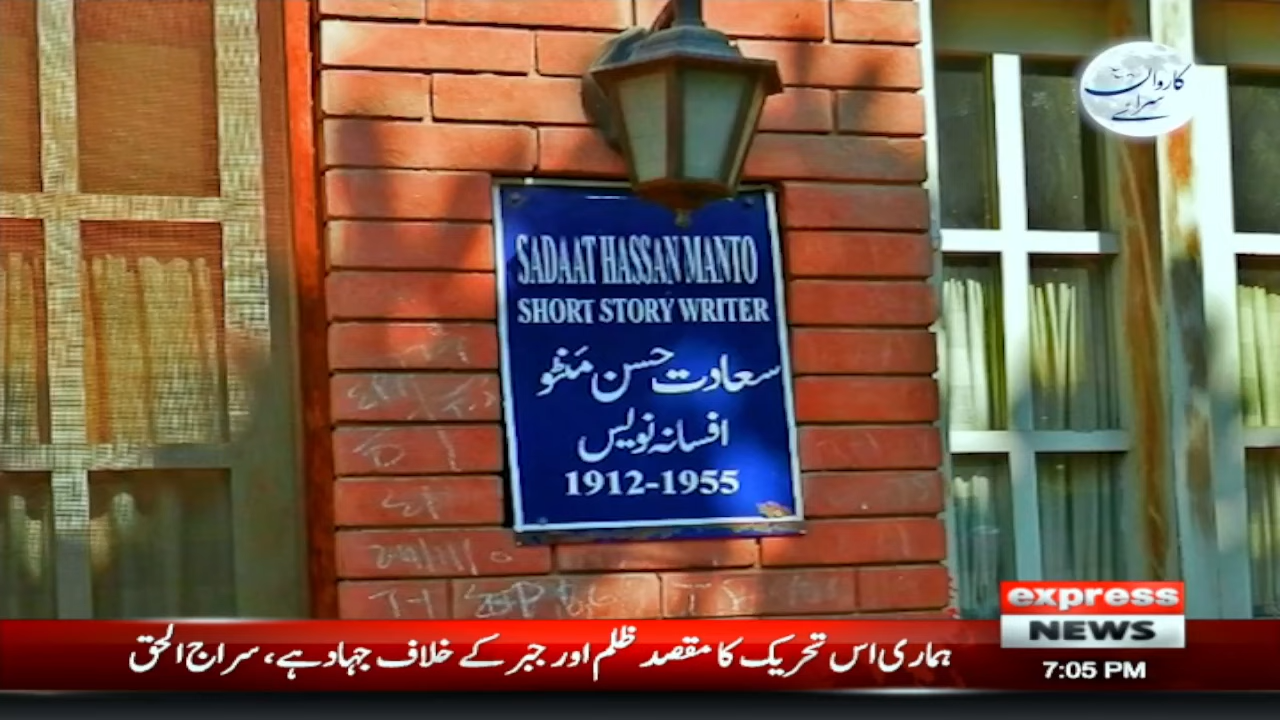 کاروان
سرائے
SADAAT HASSAN MANTO
SHORT STORY WRITER
سعادت حسن منٹو
افسانہ نویس
1912-1955
express
NEWS
ہماری اس تحریک کا مقصد ظلم اور جبر کے خلاف جہاد ہے، سراج الحق
7:05 PM